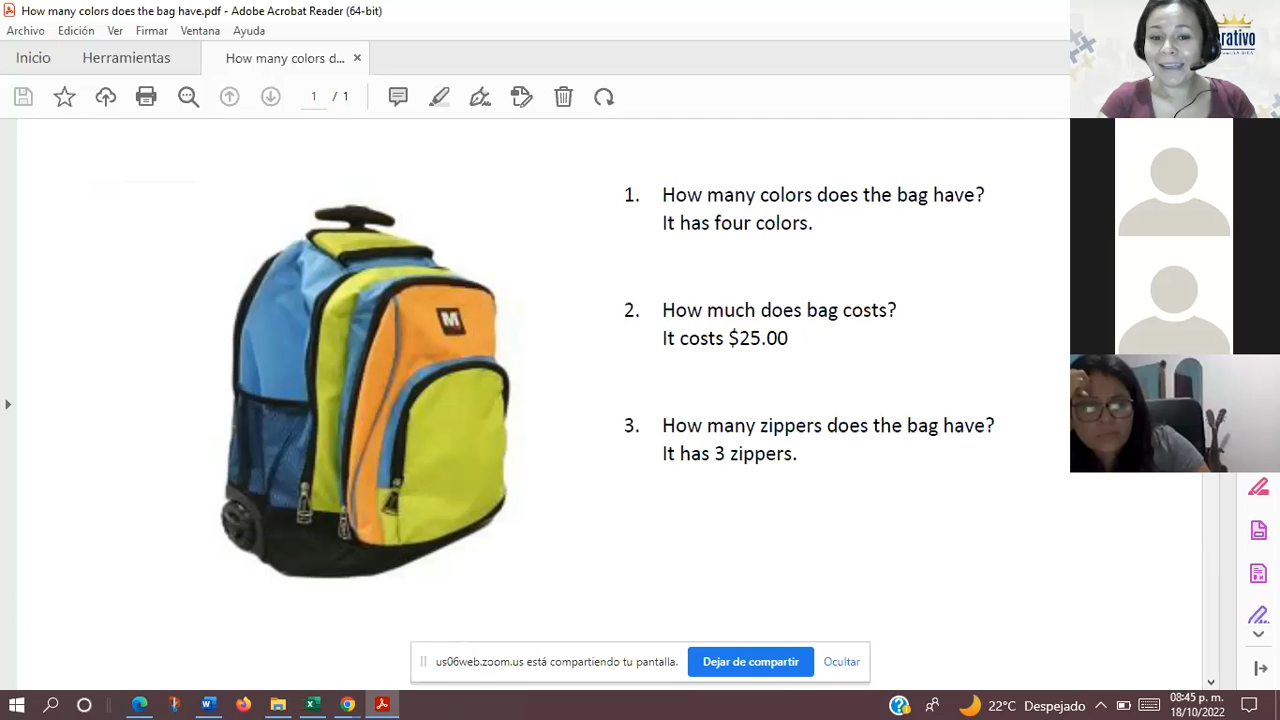 How many colors does the bag have.pdf - Adobe Acrobat Reader (64-bit)
Archivo Edición Ver Firmar Ventana Ayuda
Inicio Herramientas How many colors d... ×
1 / 1
1. How many colors does the bag have?
It has four colors.
2. How much does bag costs?
It costs $25.00
3. How many zippers does the bag have?
It has 3 zippers.
M
us06web.zoom.us está compartiendo tu pantalla. Dejar de compartir Ocultar
22°C Despejado
08:45 p. m.
18/10/2022